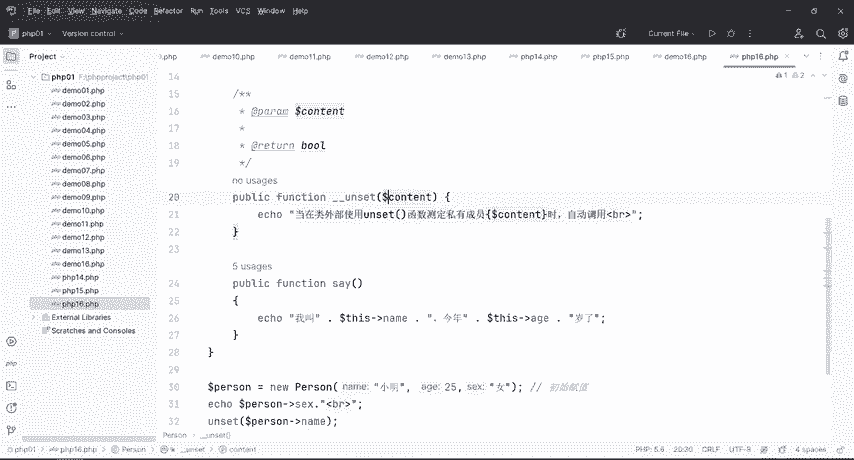 File Edit View Navigate Code Refactor Run Tools VCS Window Help
php01 Version control Current File
Project
.php demo10.php demo11.php demo12.php demo13.php php14.php php15.php demo16.php php16.php
php01 F:\phpproject\php01
demo01.php
demo02.php
demo03.php
demo04.php
demo05.php
demo06.php
demo07.php
demo08.php
demo09.php
demo10.php
demo11.php
demo12.php
demo13.php
demo16.php
php14.php
php15.php
php16.php
External Libraries
Scratches and Consoles
1 2
14
15 /**
16 * @param $content
17 *
18 * @return bool
19 */
no usages
20 public function __unset($content) {
21 echo "当在类外部使用unset()函数测定私有成员{$content}时，自动调用<br>";
22 }
23
5 usages
24 public function say()
25 {
26 echo "我叫" . $this->name . "，今年" . $this->age . "岁了";
27 }
28 }
29
30 $person = new Person( name: "小明", age: 25, sex: "女"); // 初始赋值
31 echo $person->sex."<br>";
32 unset($person->name);
Person › __unset()
php01 › php16.php › Person › __unset › content
20:30 CRLF UTF-8 4 spaces
PHP: 5.6